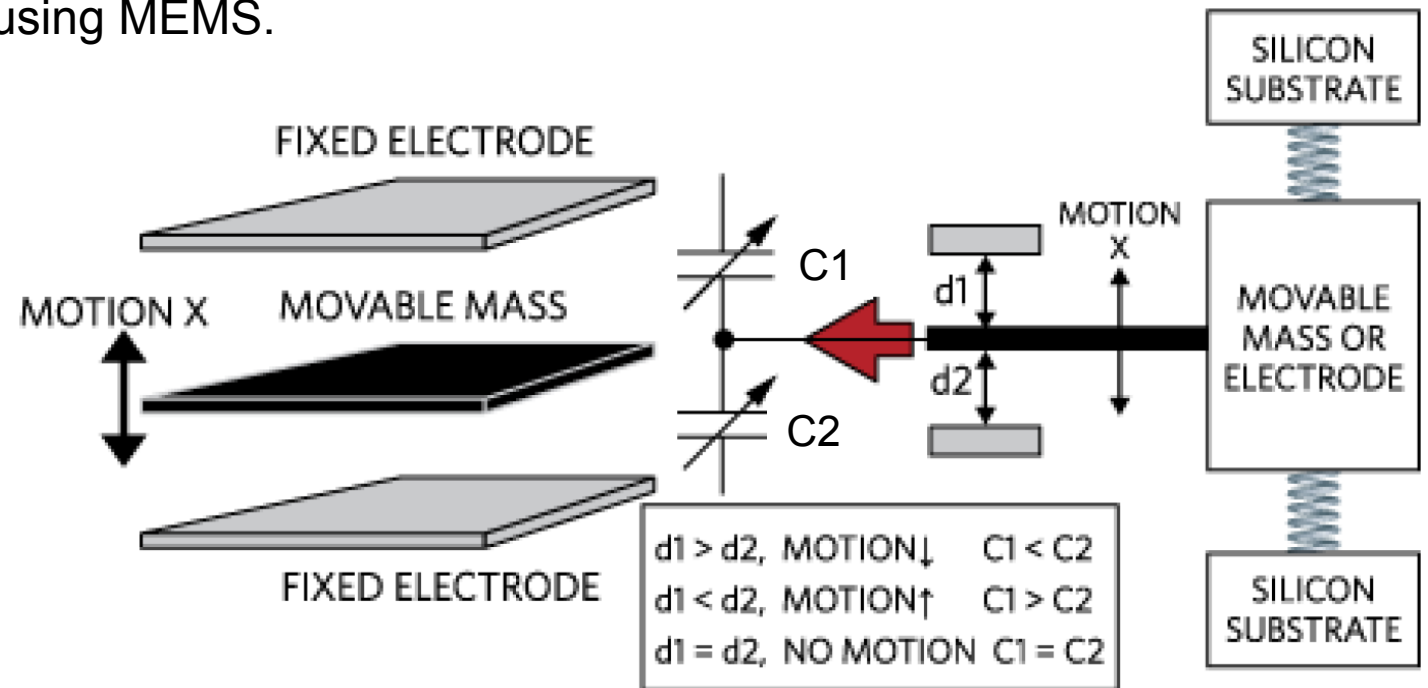 using MEMS.
SILICON
SUBSTRATE
FIXED ELECTRODE
MOTION
X
C1
d1
MOTION X
MOVABLE MASS
MOVABLE
MASS OR
ELECTRODE
d2
C2
d1 > d2, MOTION↓ C1 < C2
d1 < d2, MOTION↑ C1 > C2
d1 = d2, NO MOTION C1 = C2
FIXED ELECTRODE
SILICON
SUBSTRATE